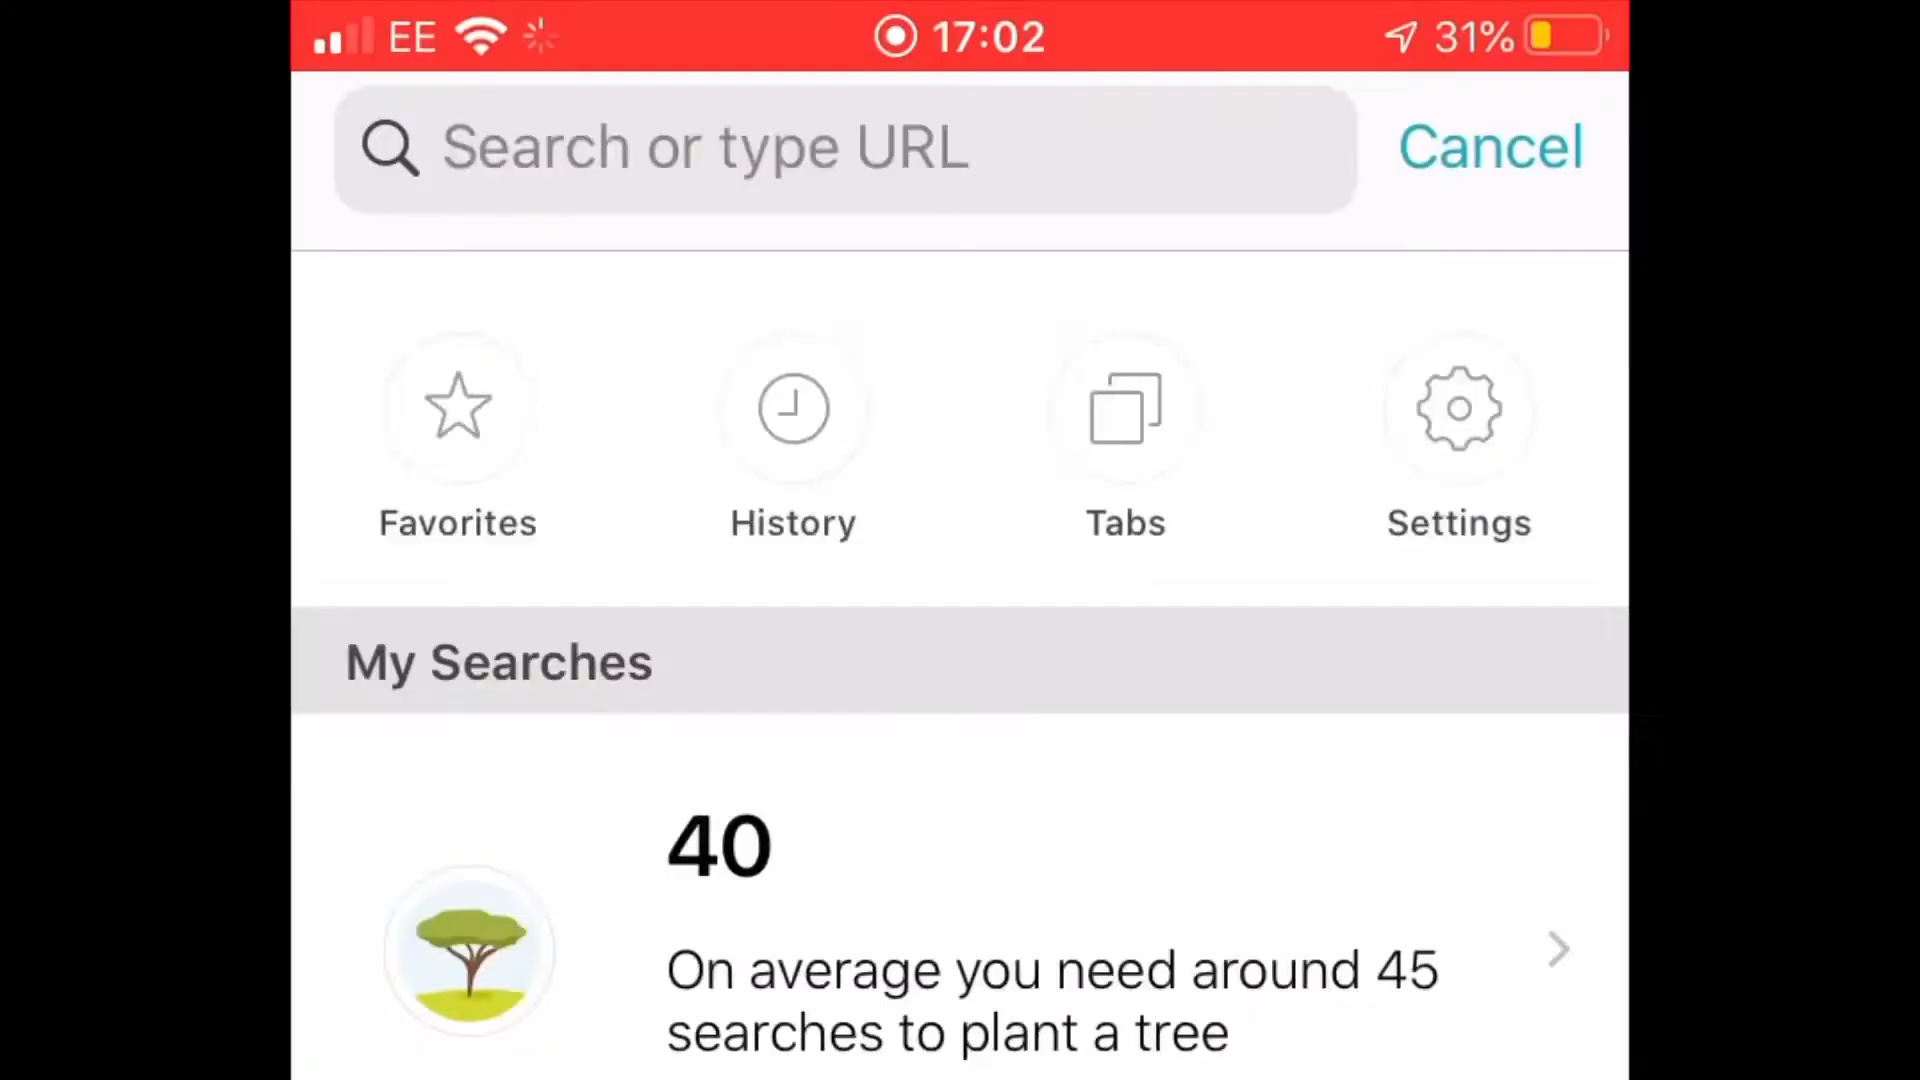 EE 17:02 31%
Search or type URL Cancel
Favorites History Tabs Settings
My Searches
40
On average you need around 45
searches to plant a tree